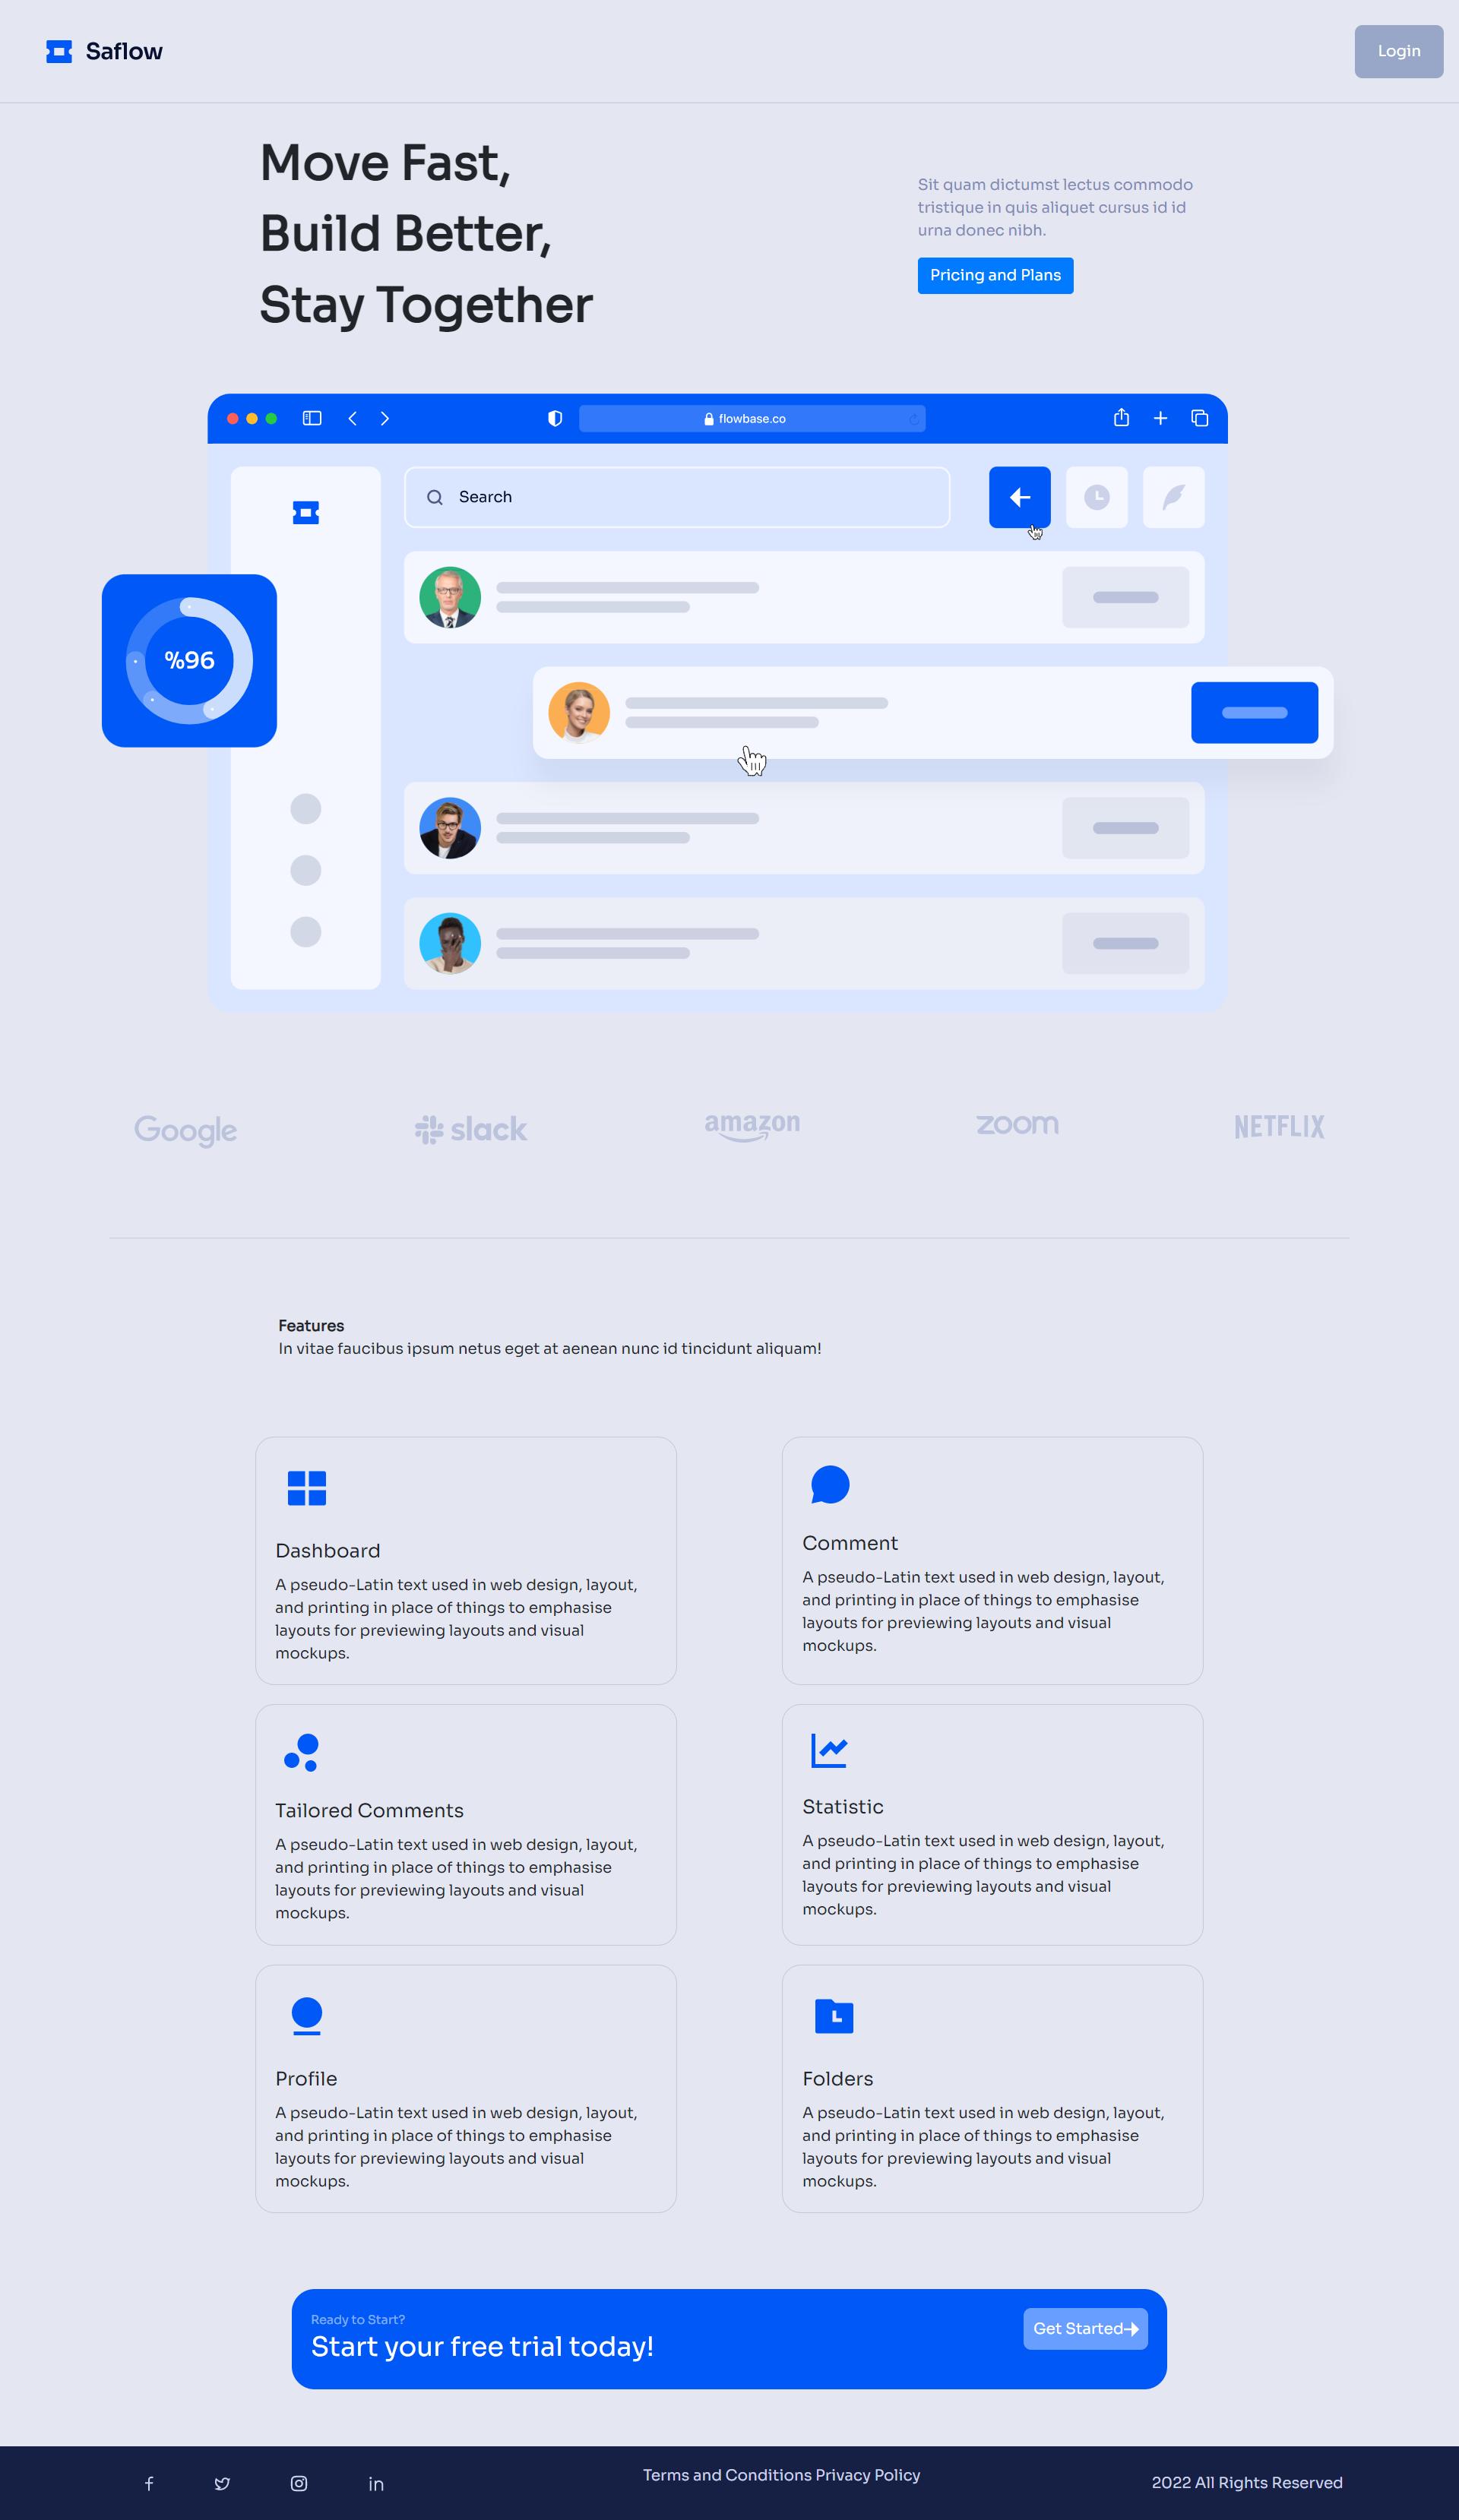 Saflow
Login
Move Fast,
Build Better,
Stay Together
Sit quam dictumst lectus commodo
tristique in quis aliquet cursus id id
urna donec nibh.
Pricing and Plans
flowbase.co
Search
%96
Google
slack
amazon
zoom
NETFLIX
Features
In vitae faucibus ipsum netus eget at aenean nunc id tincidunt aliquam!
Dashboard
A pseudo-Latin text used in web design, layout,
and printing in place of things to emphasise
layouts for previewing layouts and visual
mockups.
Comment
A pseudo-Latin text used in web design, layout,
and printing in place of things to emphasise
layouts for previewing layouts and visual
mockups.
Tailored Comments
A pseudo-Latin text used in web design, layout,
and printing in place of things to emphasise
layouts for previewing layouts and visual
mockups.
Statistic
A pseudo-Latin text used in web design, layout,
and printing in place of things to emphasise
layouts for previewing layouts and visual
mockups.
Profile
A pseudo-Latin text used in web design, layout,
and printing in place of things to emphasise
layouts for previewing layouts and visual
mockups.
Folders
A pseudo-Latin text used in web design, layout,
and printing in place of things to emphasise
layouts for previewing layouts and visual
mockups.
Ready to Start?
Start your free trial today!
Get Started
Terms and Conditions Privacy Policy
2022 All Rights Reserved